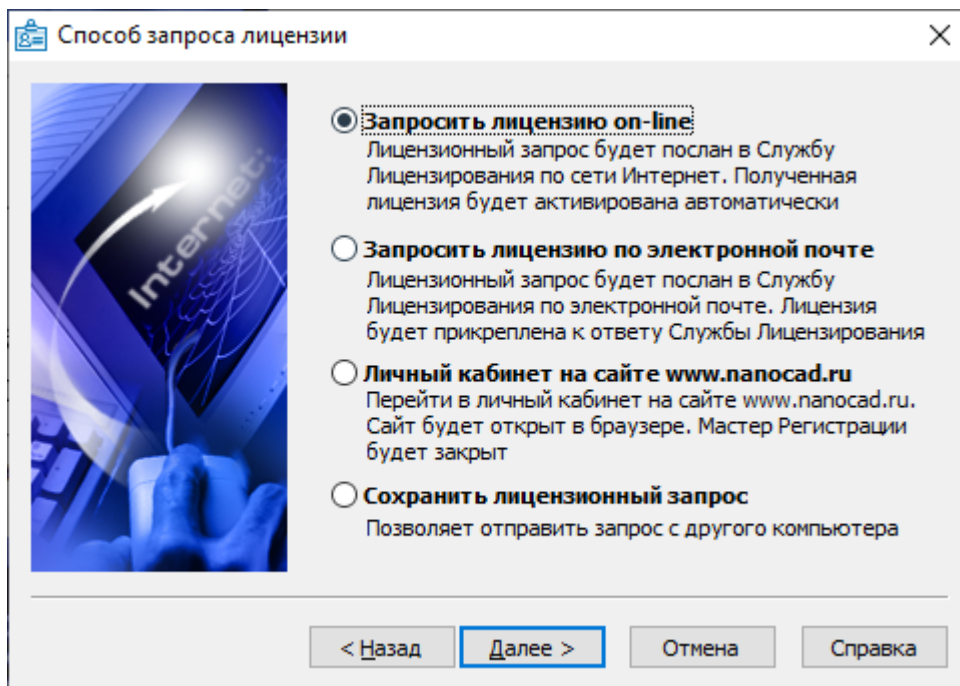 Способ запроса лицензии
Запросить лицензию on-line
Лицензионный запрос будет послан в Службу
Лицензирования по сети Интернет. Полученная
лицензия будет активирована автоматически
Запросить лицензию по электронной почте
Лицензионный запрос будет послан в Службу
Лицензирования по электронной почте. Лицензия
будет прикреплена к ответу Службы Лицензирования
Личный кабинет на сайте www.nanocad.ru
Перейти в личный кабинет на сайте www.nanocad.ru.
Сайт будет открыт в браузере. Мастер Регистрации
будет закрыт
Сохранить лицензионный запрос
Позволяет отправить запрос с другого компьютера
Internet:
< Назад
Далее >
Отмена
Справка